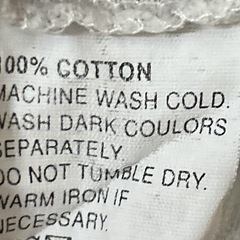 100% COTTON
MACHINE WASH COLD.
WASH DARK COULORS
SEPARATELY.
DO NOT TUMBLE DRY.
WARM IRON IF
NECESSARY.